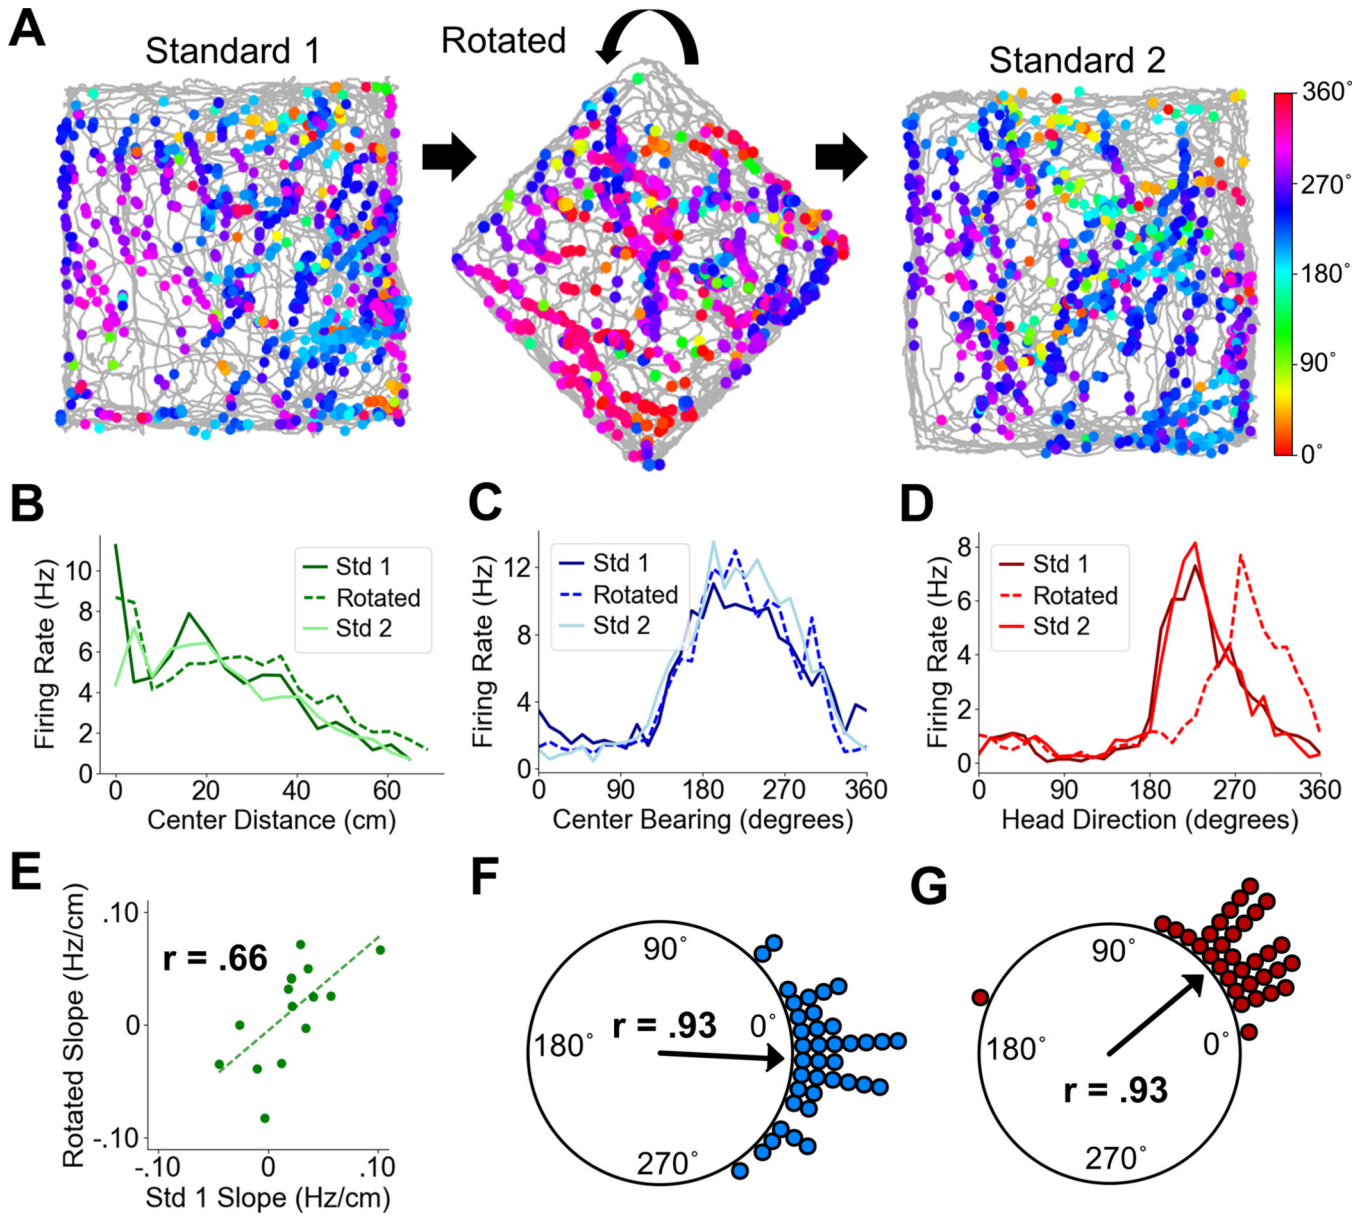 A
Standard 1
Rotated
Standard 2
360°
270°
180°
90°
0°
B
Firing Rate (Hz)
10
8
6
4
2
0
Std 1
Rotated
Std 2
0
20
40
60
Center Distance (cm)
C
Firing Rate (Hz)
12
8
4
0
Std 1
Rotated
Std 2
0
90
180
270
360
Center Bearing (degrees)
D
Firing Rate (Hz)
8
6
4
2
0
Std 1
Rotated
Std 2
0
90
180
270
360
Head Direction (degrees)
E
Rotated Slope (Hz/cm)
.10
0
-.10
r = .66
-.10
0
.10
Std 1 Slope (Hz/cm)
F
90°
r = .93
0°
180°
270°
G
90°
180°
0°
r = .93
270°